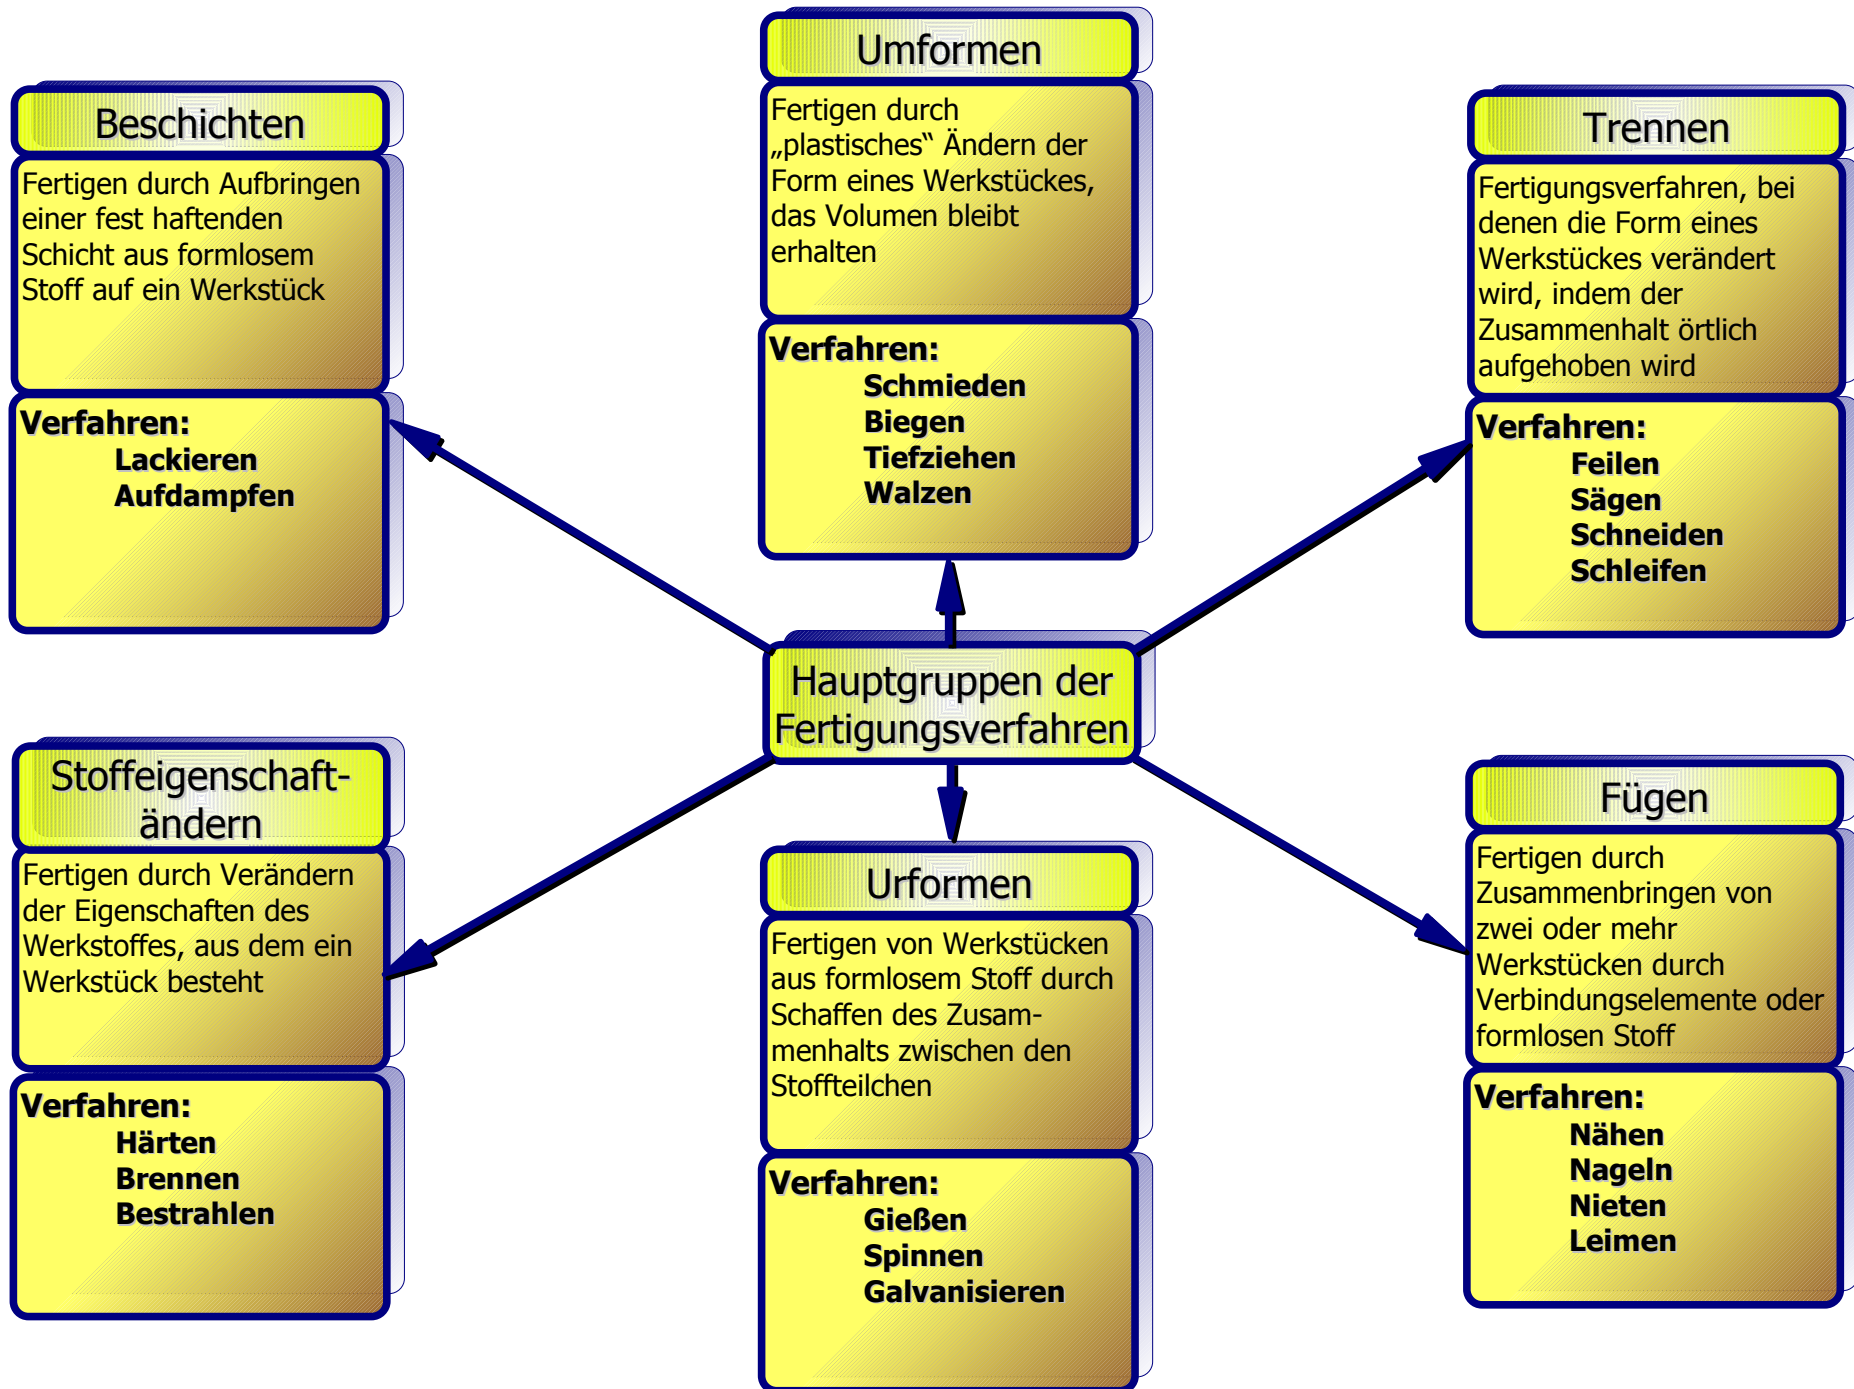 Umformen
Fertigen durch
„plastisches“ Ändern der
Form eines Werkstückes,
das Volumen bleibt
erhalten
Verfahren:
Schmieden
Biegen
Tiefziehen
Walzen
Beschichten
Fertigen durch Aufbringen
einer fest haftenden
Schicht aus formlosem
Stoff auf ein Werkstück
Verfahren:
Lackieren
Aufdampfen
Trennen
Fertigungsverfahren, bei
denen die Form eines
Werkstückes verändert
wird, indem der
Zusammenhalt örtlich
aufgehoben wird
Verfahren:
Feilen
Sägen
Schneiden
Schleifen
Hauptgruppen der
Fertigungsverfahren
Stoffeigenschaft-
ändern
Fertigen durch Verändern
der Eigenschaften des
Werkstoffes, aus dem ein
Werkstück besteht
Verfahren:
Härten
Brennen
Bestrahlen
Urformen
Fertigen von Werkstücken
aus formlosem Stoff durch
Schaffen des Zusam-
menhalts zwischen den
Stoffteilchen
Verfahren:
Gießen
Spinnen
Galvanisieren
Fügen
Fertigen durch
Zusammenbringen von
zwei oder mehr
Werkstücken durch
Verbindungselemente oder
formlosen Stoff
Verfahren:
Nähen
Nageln
Nieten
Leimen